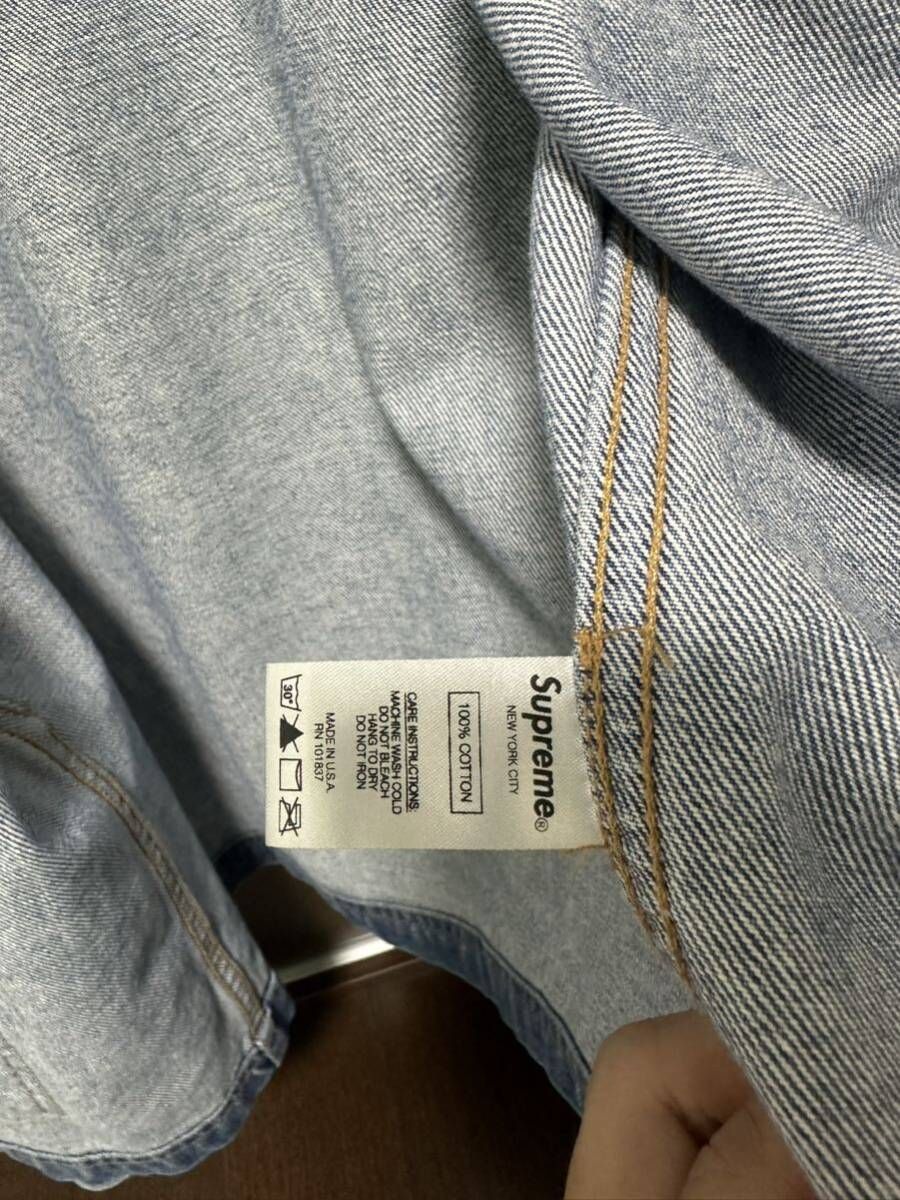 Supreme®
NEW YORK CITY
100% COTTON
CARE INSTRUCTIONS:
MACHINE WASH COLD
DO NOT BLEACH
HANG TO DRY
DO NOT IRON
MADE IN U.S.A.
RN 101837
30°